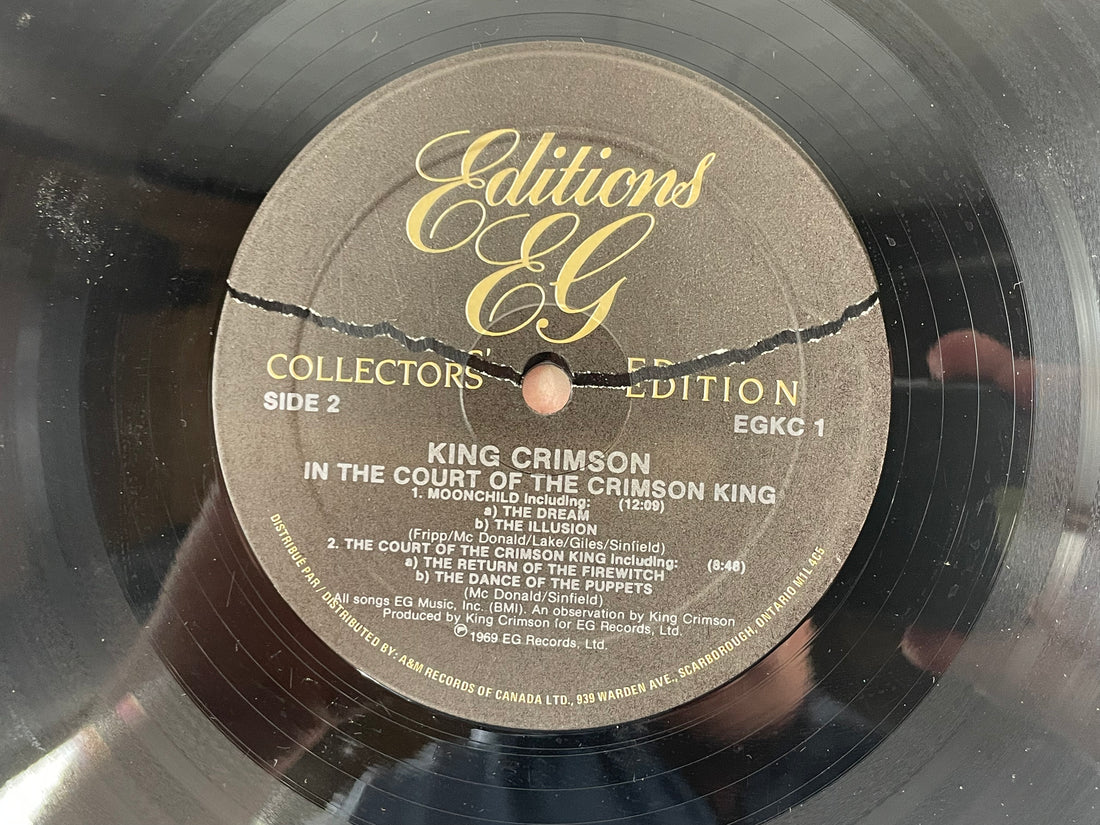 Editions
EG
COLLECTORS' EDITION
SIDE 2
EGKC 1
KING CRIMSON
IN THE COURT OF THE CRIMSON KING
1. MOONCHILD Including: (12:09)
a) THE DREAM
b) THE ILLUSION
(Fripp/Mc Donald/Lake/Giles/Sinfield)
2. THE COURT OF THE CRIMSON KING Including: (8:48)
a) THE RETURN OF THE FIREWITCH
b) THE DANCE OF THE PUPPETS
(Mc Donald/Sinfield)
All songs EG Music, Inc. (BMI). An observation by King Crimson
Produced by King Crimson for EG Records, Ltd.
℗ 1969 EG Records, Ltd.
DISTRIBUÉ PAR / DISTRIBUTED BY: A&M RECORDS OF CANADA LTD., 939 WARDEN AVE., SCARBOROUGH, ONTARIO M1L 4C5